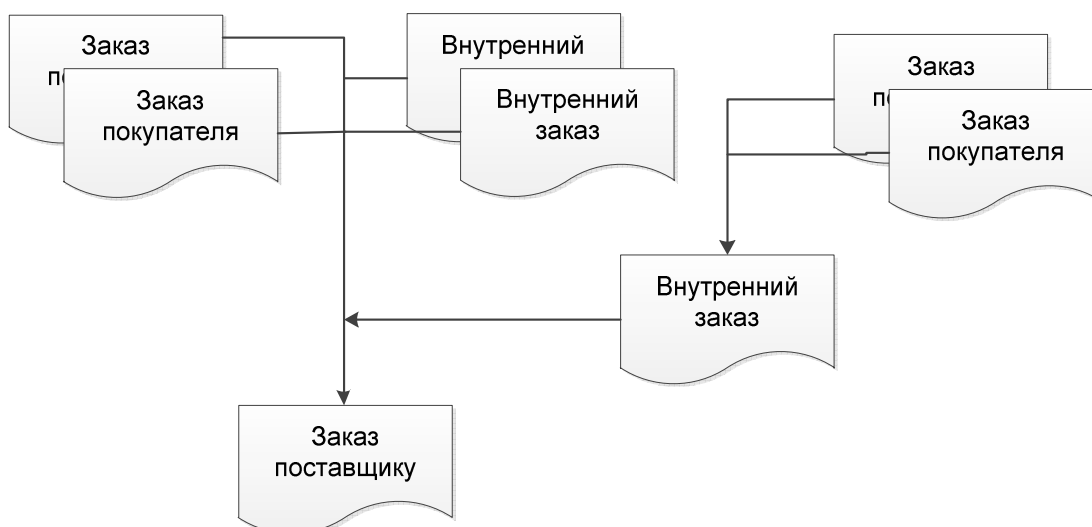 Заказ
Заказ
покупателя
Внутренний
Внутренний
заказ
Заказ
Заказ
покупателя
Внутренний
заказ
Заказ
поставщику